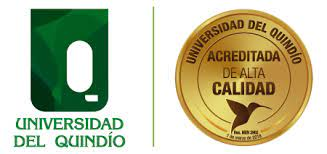 UNIVERSIDAD
DEL QUINDÍO
UNIVERSIDAD DEL QUINDÍO
ACREDITADA
DE ALTA
CALIDAD